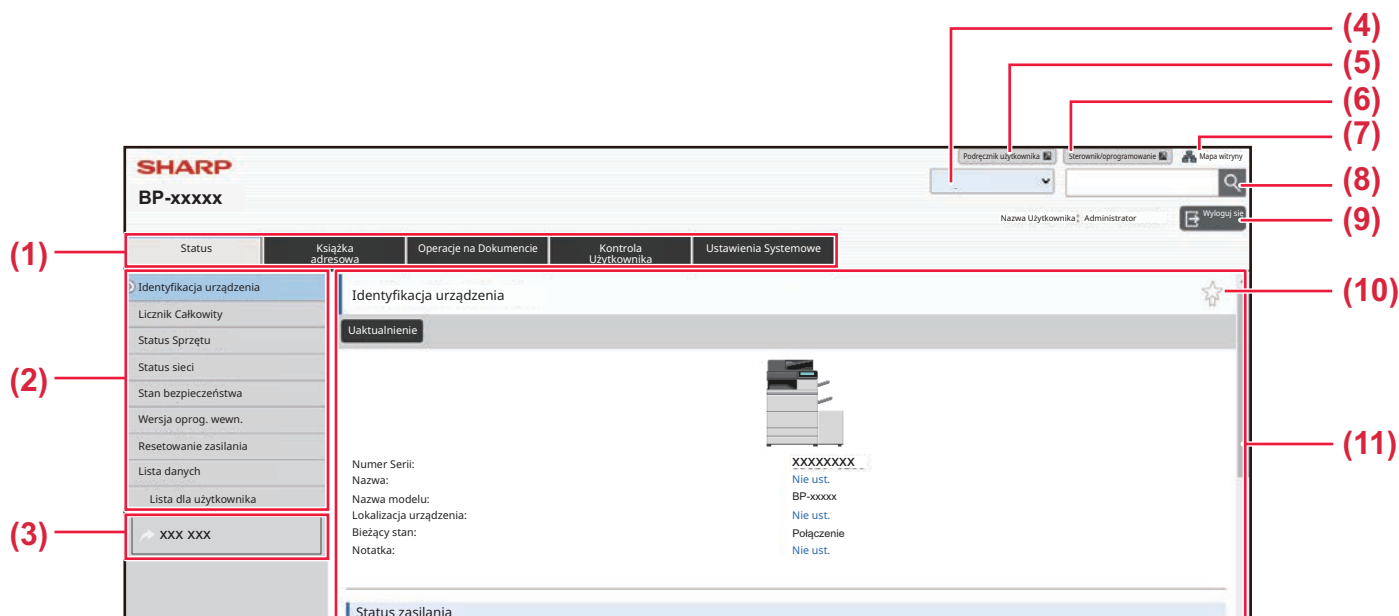 (4)
(5)
(6)
(7)
SHARP
Podręcznik użytkownika
Sterownik/oprogramowanie
Mapa witryny
BP-xxxxx
(8)
Nazwa Użytkownika: Administrator
Wyloguj się
(9)
(1)
Status
Książka adresowa
Operacje na Dokumencie
Kontrola Użytkownika
Ustawienia Systemowe
(2)
Identyfikacja urządzenia
Licznik Całkowity
Status Sprzętu
Status sieci
Stan bezpieczeństwa
Wersja oprog. wewn.
Resetowanie zasilania
Lista danych
Lista dla użytkownika
(3)
XXX XXX
Identyfikacja urządzenia
(10)
Uaktualnienie
(11)
Numer Serii: XXXXXXXX
Nazwa: Nie ust.
Nazwa modelu: BP-xxxxx
Lokalizacja urządzenia: Nie ust.
Bieżący stan: Połączenie
Notatka: Nie ust.
Status zasilania